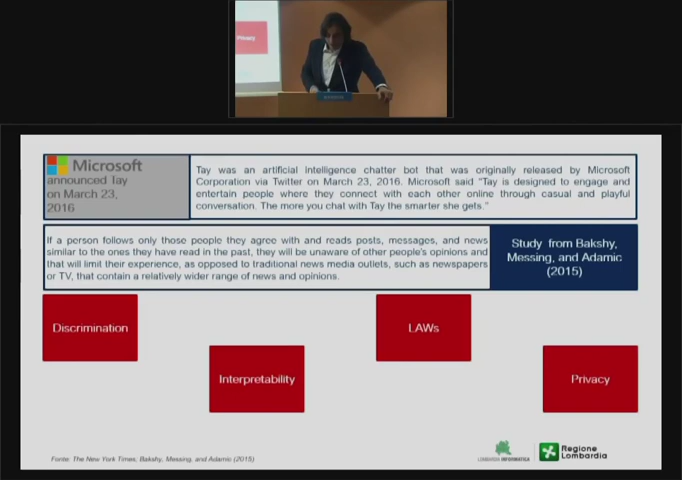 Privacy
Microsoft
announced Tay
on March 23,
2016
Tay was an artificial intelligence chatter bot that was originally released by Microsoft
Corporation via Twitter on March 23, 2016. Microsoft said "Tay is designed to engage and
entertain people where they connect with each other online through casual and playful
conversation. The more you chat with Tay the smarter she gets."
If a person follows only those people they agree with and reads posts, messages, and news
similar to the ones they have read in the past, they will be unaware of other people's opinions and
that will limit their experience, as opposed to traditional news media outlets, such as newspapers
or TV, that contain a relatively wider range of news and opinions.
Study from Bakshy,
Messing, and Adamic
(2015)
Discrimination
LAWs
Interpretability
Privacy
Fonte: The New York Times, Bakshy, Messing, and Adamic (2015)
LOMBARDIA INFORMATICA
Regione
Lombardia